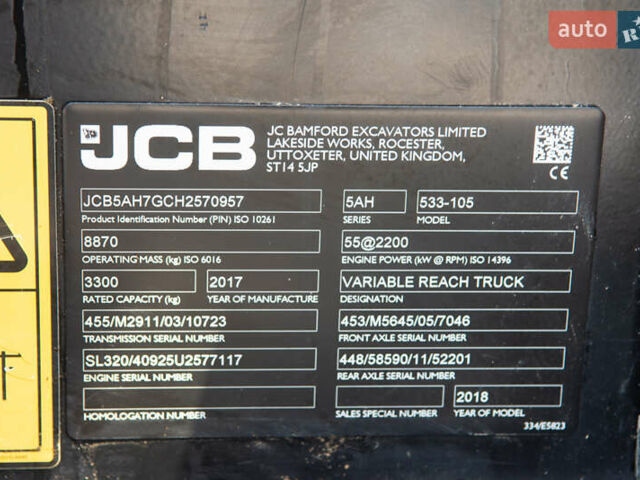 auto
JCB
JC BAMFORD EXCAVATORS LIMITED
LAKESIDE WORKS, ROCESTER,
UTTOXETER, UNITED KINGDOM,
ST14 5JP
CE
JCB5AH7GCH2570957 5AH 533-105
Product Identification Number (PIN) ISO 10261 SERIES MODEL
8870 55@2200
OPERATING MASS (kg) ISO 6016 ENGINE POWER (kW @ RPM) ISO 14396
3300 2017 VARIABLE REACH TRUCK
RATED CAPACITY (kg) YEAR OF MANUFACTURE DESIGNATION
455/M2911/03/10723 453/M5645/05/7046
TRANSMISSION SERIAL NUMBER FRONT AXLE SERIAL NUMBER
SL320/40925U2577117 448/58590/11/52201
ENGINE SERIAL NUMBER REAR AXLE SERIAL NUMBER
2018
HOMOLOGATION NUMBER SALES SPECIAL NUMBER YEAR OF MODEL
334/E5823